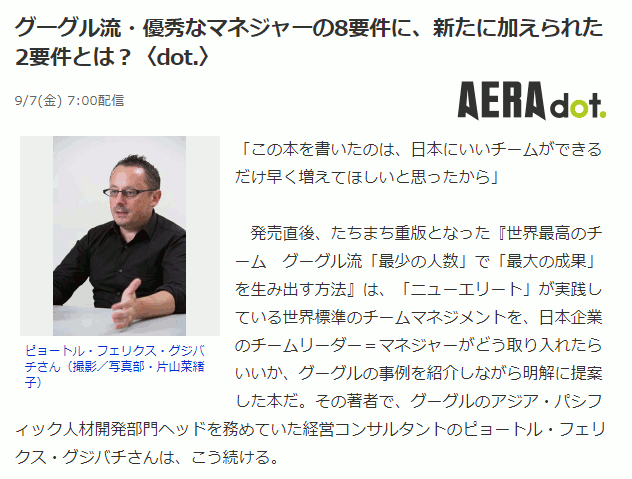 グーグル流・優秀なマネジャーの8要件に、新たに加えられた
2要件とは？〈dot.〉
9/7(金) 7:00配信
AERA dot.
「この本を書いたのは、日本にいいチームができる
だけ早く増えてほしいと思ったから」
発売直後、たちまち重版となった『世界最高のチ
ーム　グーグル流「最少の人数」で「最大の成果」
を生み出す方法』は、「ニューエリート」が実践し
ている世界標準のチームマネジメントを、日本企業
のチームリーダー＝マネジャーがどう取り入れたら
いいか、グーグルの事例を紹介しながら明解に提案
した本だ。その著者で、グーグルのアジア・パシフ
ィック人材開発部門ヘッドを務めていた経営コンサルタントのピョートル・フェリ
クス・グジバチさんは、こう続ける。
ピョートル・フェリクス・グジバ
チさん（撮影／写真部・片山菜緒
子）